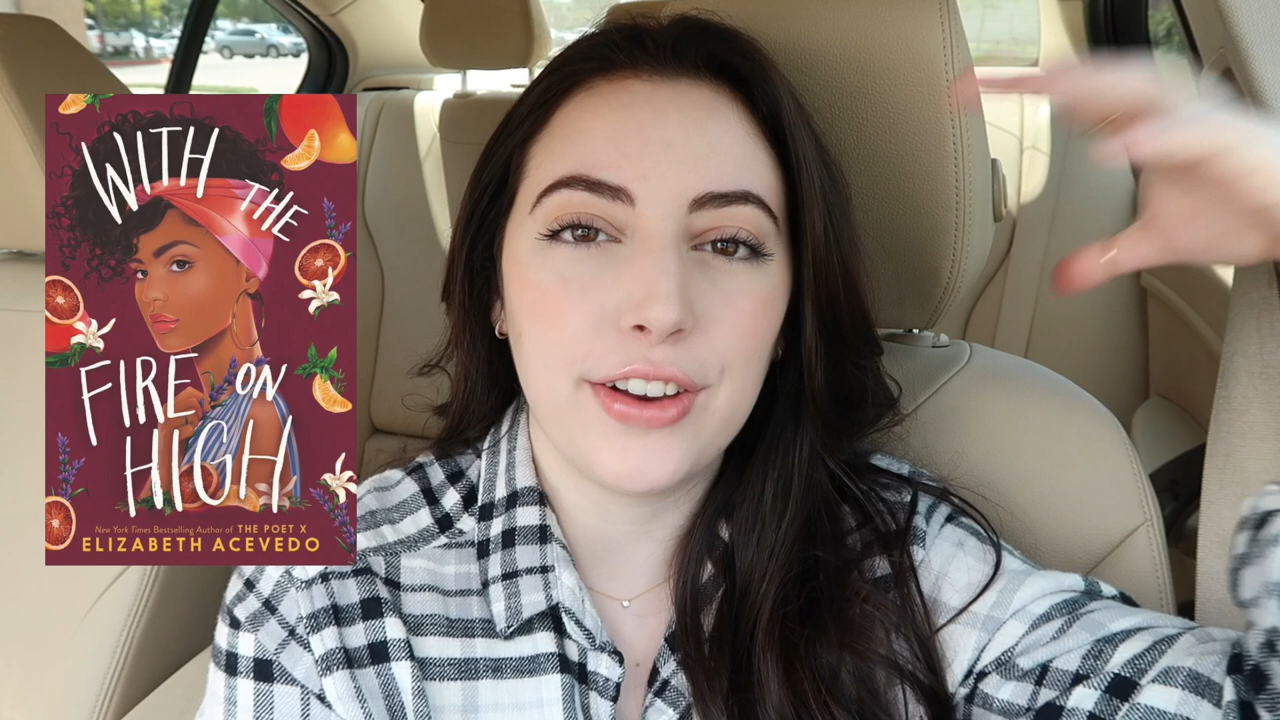 WITH THE
FIRE ON
HIGH
New York Times Bestselling Author of THE POET X
ELIZABETH ACEVEDO